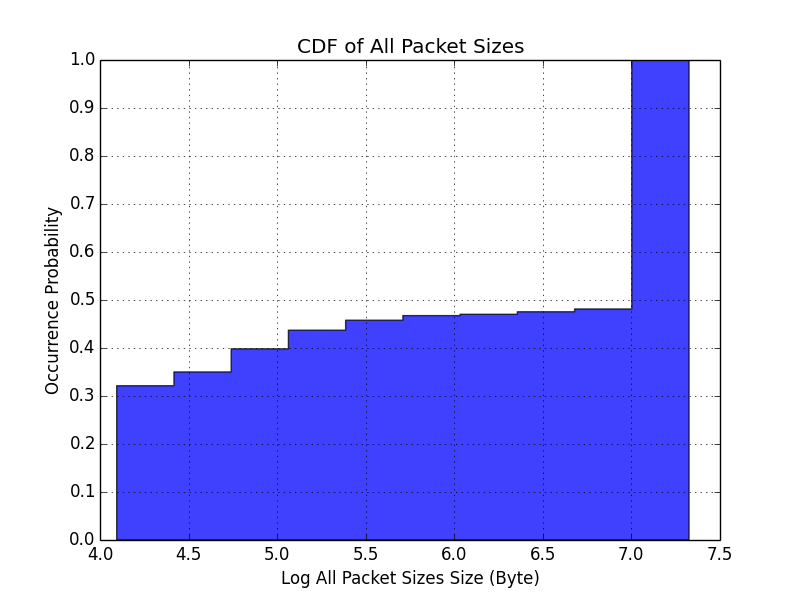 CDF of All Packet Sizes
1.0
0.9
0.8
0.7
0.6
0.5
0.4
0.3
0.2
0.1
0.0
Occurrence Probability
4.0 4.5 5.0 5.5 6.0 6.5 7.0 7.5
Log All Packet Sizes Size (Byte)